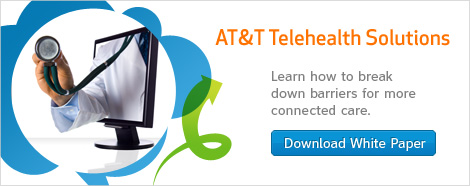 AT&T Telehealth Solutions
Learn how to break
down barriers for more
connected care.
Download White Paper